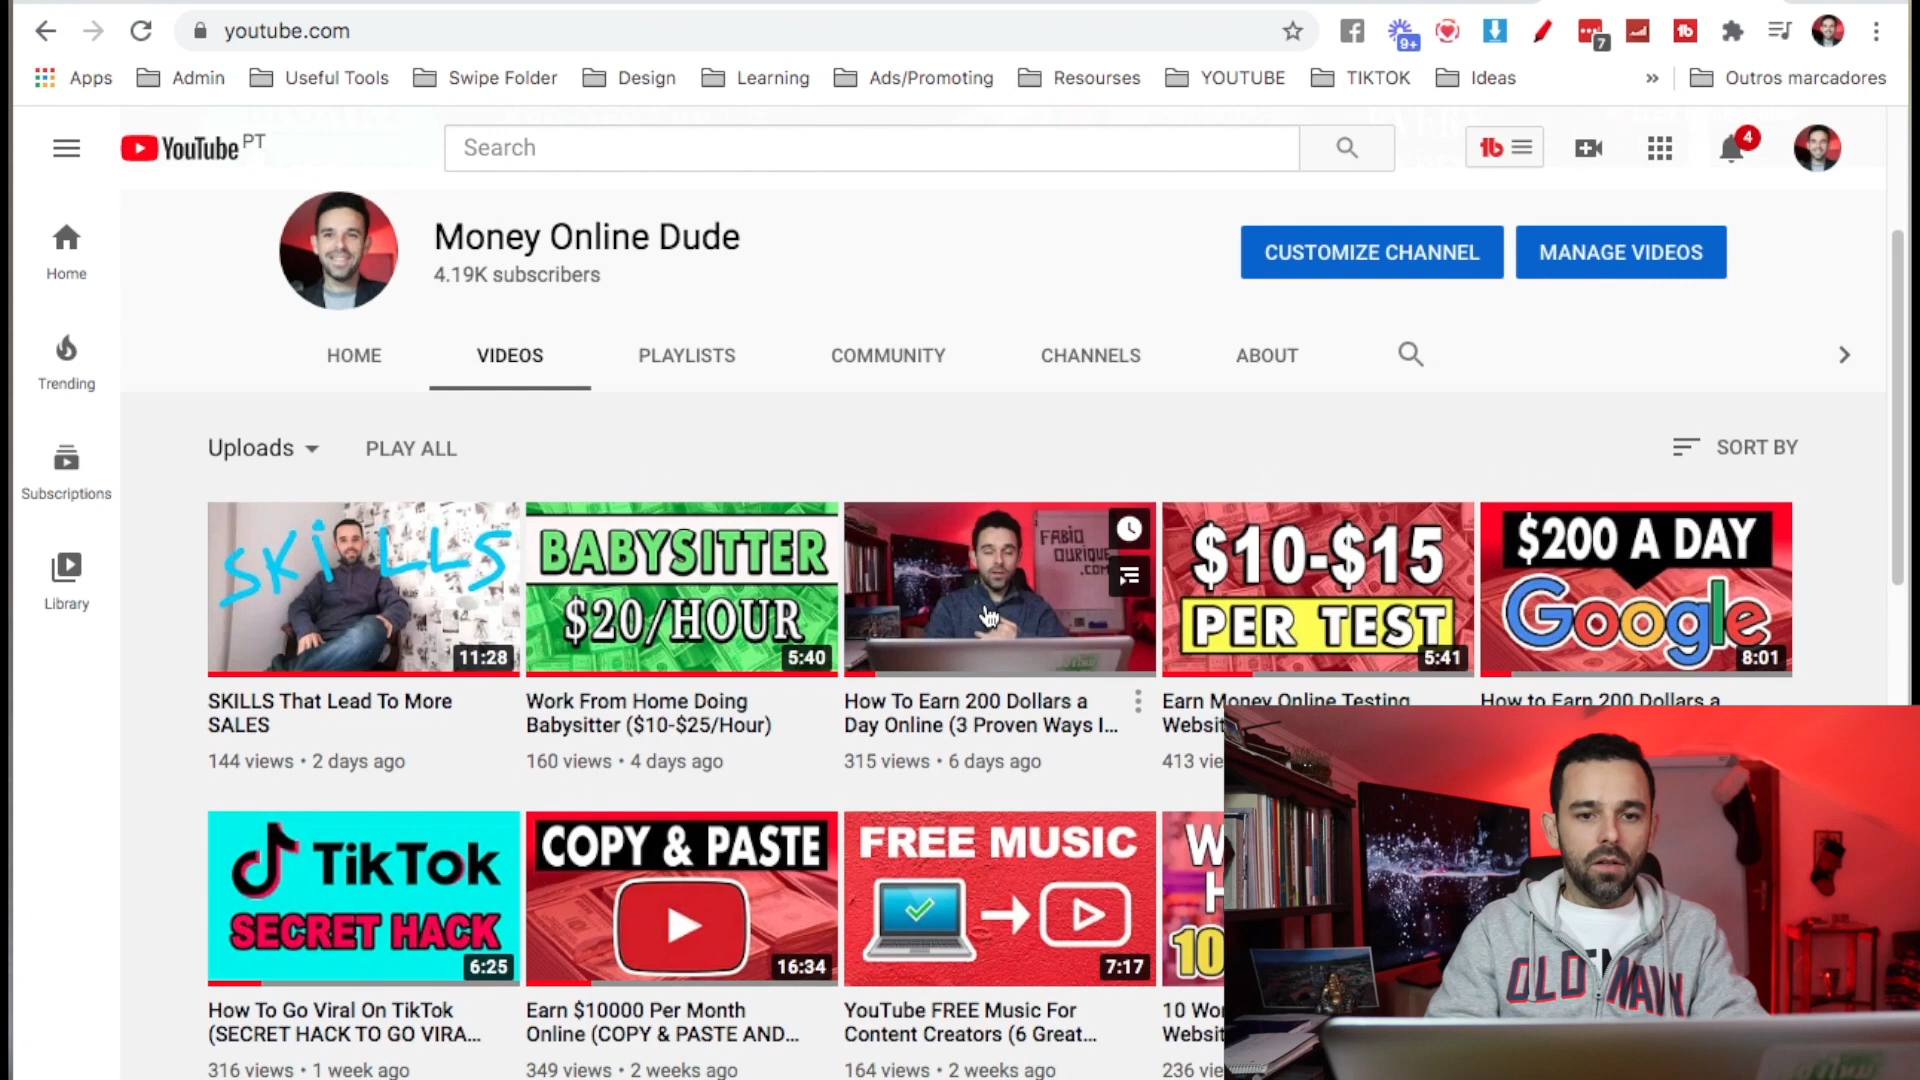 youtube.com
9+
7
Apps
Admin
Useful Tools
Swipe Folder
Design
Learning
Ads/Promoting
Resourses
YOUTUBE
TIKTOK
Ideas
»
Outros marcadores
YouTube PT
Search
tb
4
Home
Trending
Subscriptions
Library
Money Online Dude
4.19K subscribers
CUSTOMIZE CHANNEL
MANAGE VIDEOS
HOME
VIDEOS
PLAYLISTS
COMMUNITY
CHANNELS
ABOUT
Uploads
PLAY ALL
SORT BY
SKILLS
11:28
BABYSITTER
$20/HOUR
5:40
FABIO
OURIQUE
.COM
$10-$15
PER TEST
5:41
$200 A DAY
Google
8:01
SKILLS That Lead To More
SALES
144 views • 2 days ago
Work From Home Doing
Babysitter ($10-$25/Hour)
160 views • 4 days ago
How To Earn 200 Dollars a
Day Online (3 Proven Ways I...
315 views • 6 days ago
Earn Money Online Testing
413
How to Earn 200 Dollars a
TikTok
SECRET HACK
6:25
COPY & PASTE
16:34
FREE MUSIC
7:17
10
How To Go Viral On TikTok
(SECRET HACK TO GO VIRA...
316 views • 1 week ago
Earn $10000 Per Month
Online (COPY & PASTE AND...
349 views • 2 weeks ago
YouTube FREE Music For
Content Creators (6 Great...
164 views • 2 weeks ago
10
236
OLD NAVY